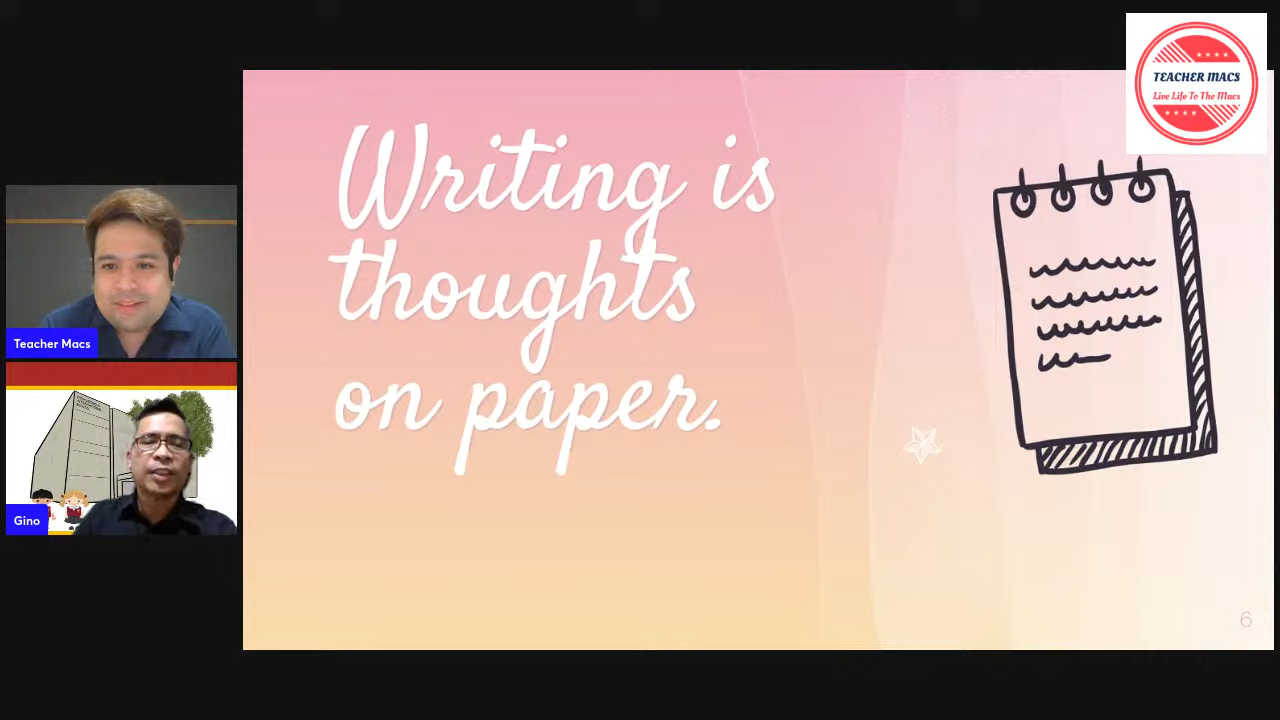 TEACHER MACS
Live Life To The Macs
Writing is
thoughts
on paper.
Teacher Macs
Gino
6